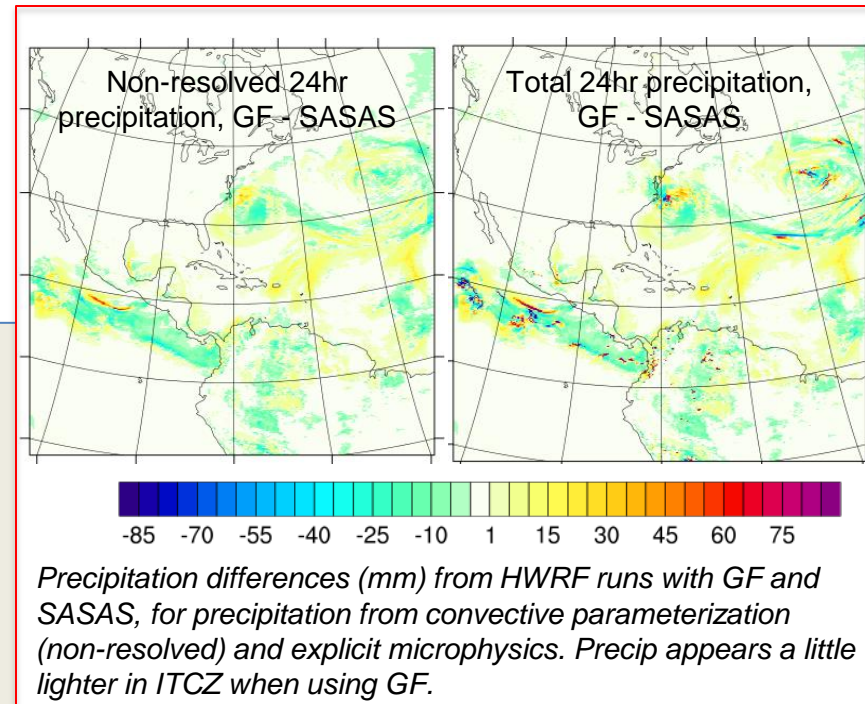 Non-resolved 24hr
precipitation, GF - SASAS
Total 24hr precipitation,
GF - SASAS
-85 -70 -55 -40 -25 -10 1 15 30 45 60 75
Precipitation differences (mm) from HWRF runs with GF and
SASAS, for precipitation from convective parameterization
(non-resolved) and explicit microphysics. Precip appears a little
lighter in ITCZ when using GF.